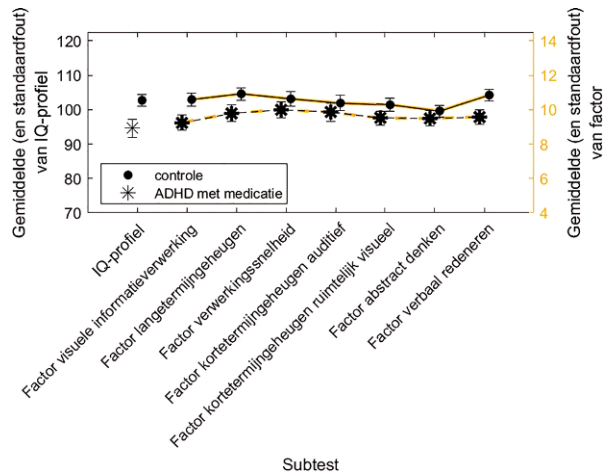 Gemiddelde (en standaardfout)
van IQ-profiel
120
110
100
90
80
70
14
12
10
8
6
4
Gemiddelde (en standaardfout)
van factor
controle
ADHD met medicatie
IQ-profiel
Factor visuele informatieverwerking
Factor langetermijngeheugen
Factor verwerkingssnelheid
Factor kortetermijngeheugen auditief
Factor kortetermijngeheugen ruimtelijk visueel
Factor abstract denken
Factor verbaal redeneren
Subtest